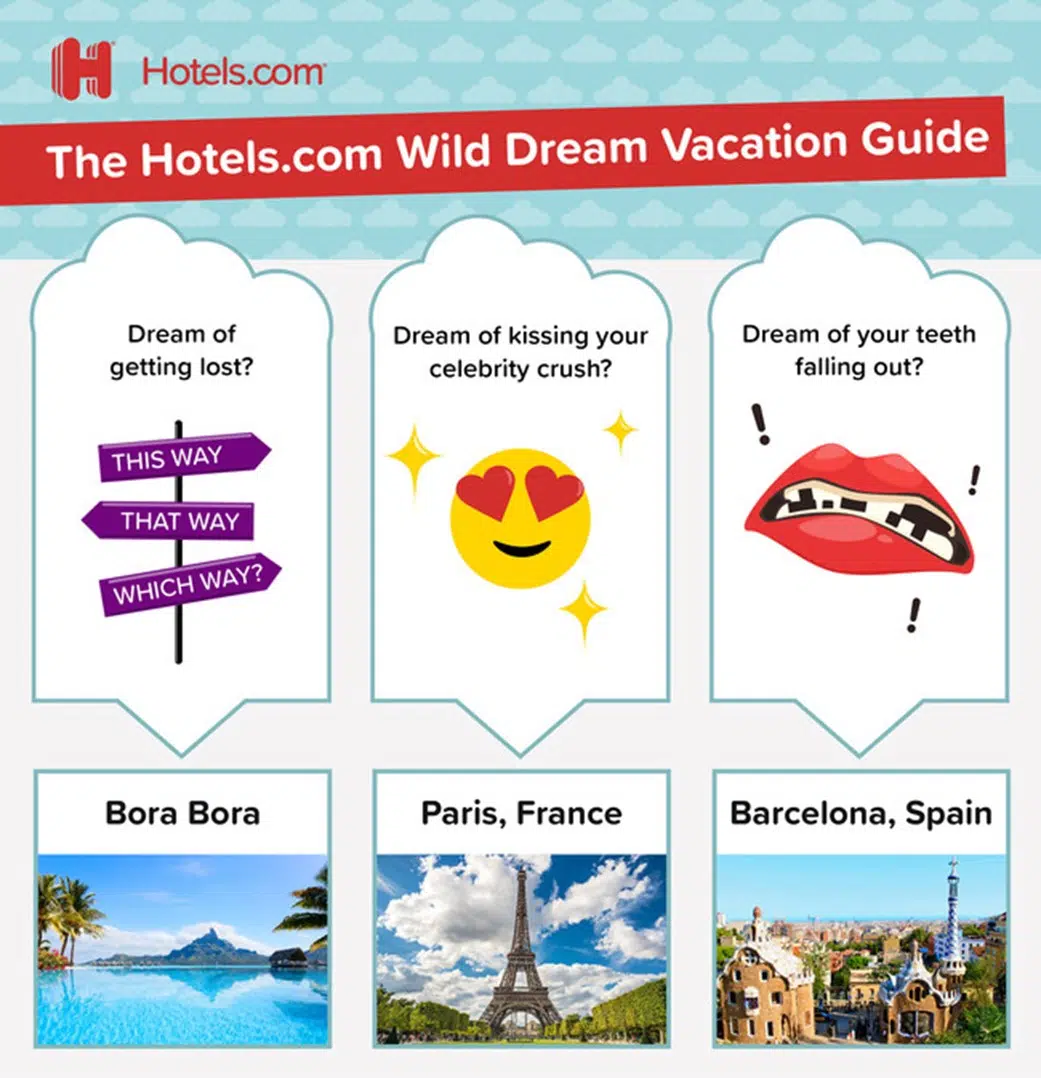 Hotels.com
The Hotels.com Wild Dream Vacation Guide
Dream of
getting lost?
THIS WAY
THAT WAY
WHICH WAY?
Dream of kissing your
celebrity crush?
Dream of your teeth
falling out?
!
!
!
Bora Bora
Paris, France
Barcelona, Spain